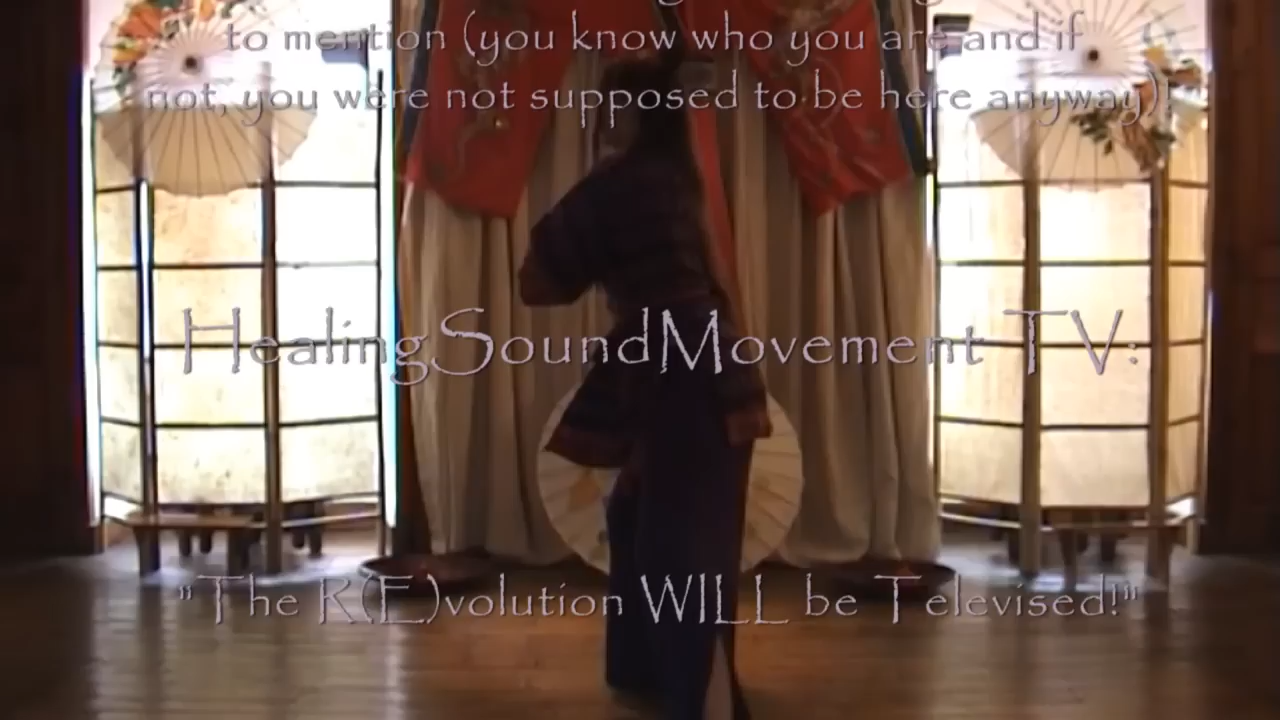 to mention (you know who you are and if
not, you were not supposed to be here anyway)!
HealingSoundMovement TV:
"The R(E)volution WILL be Televised!"